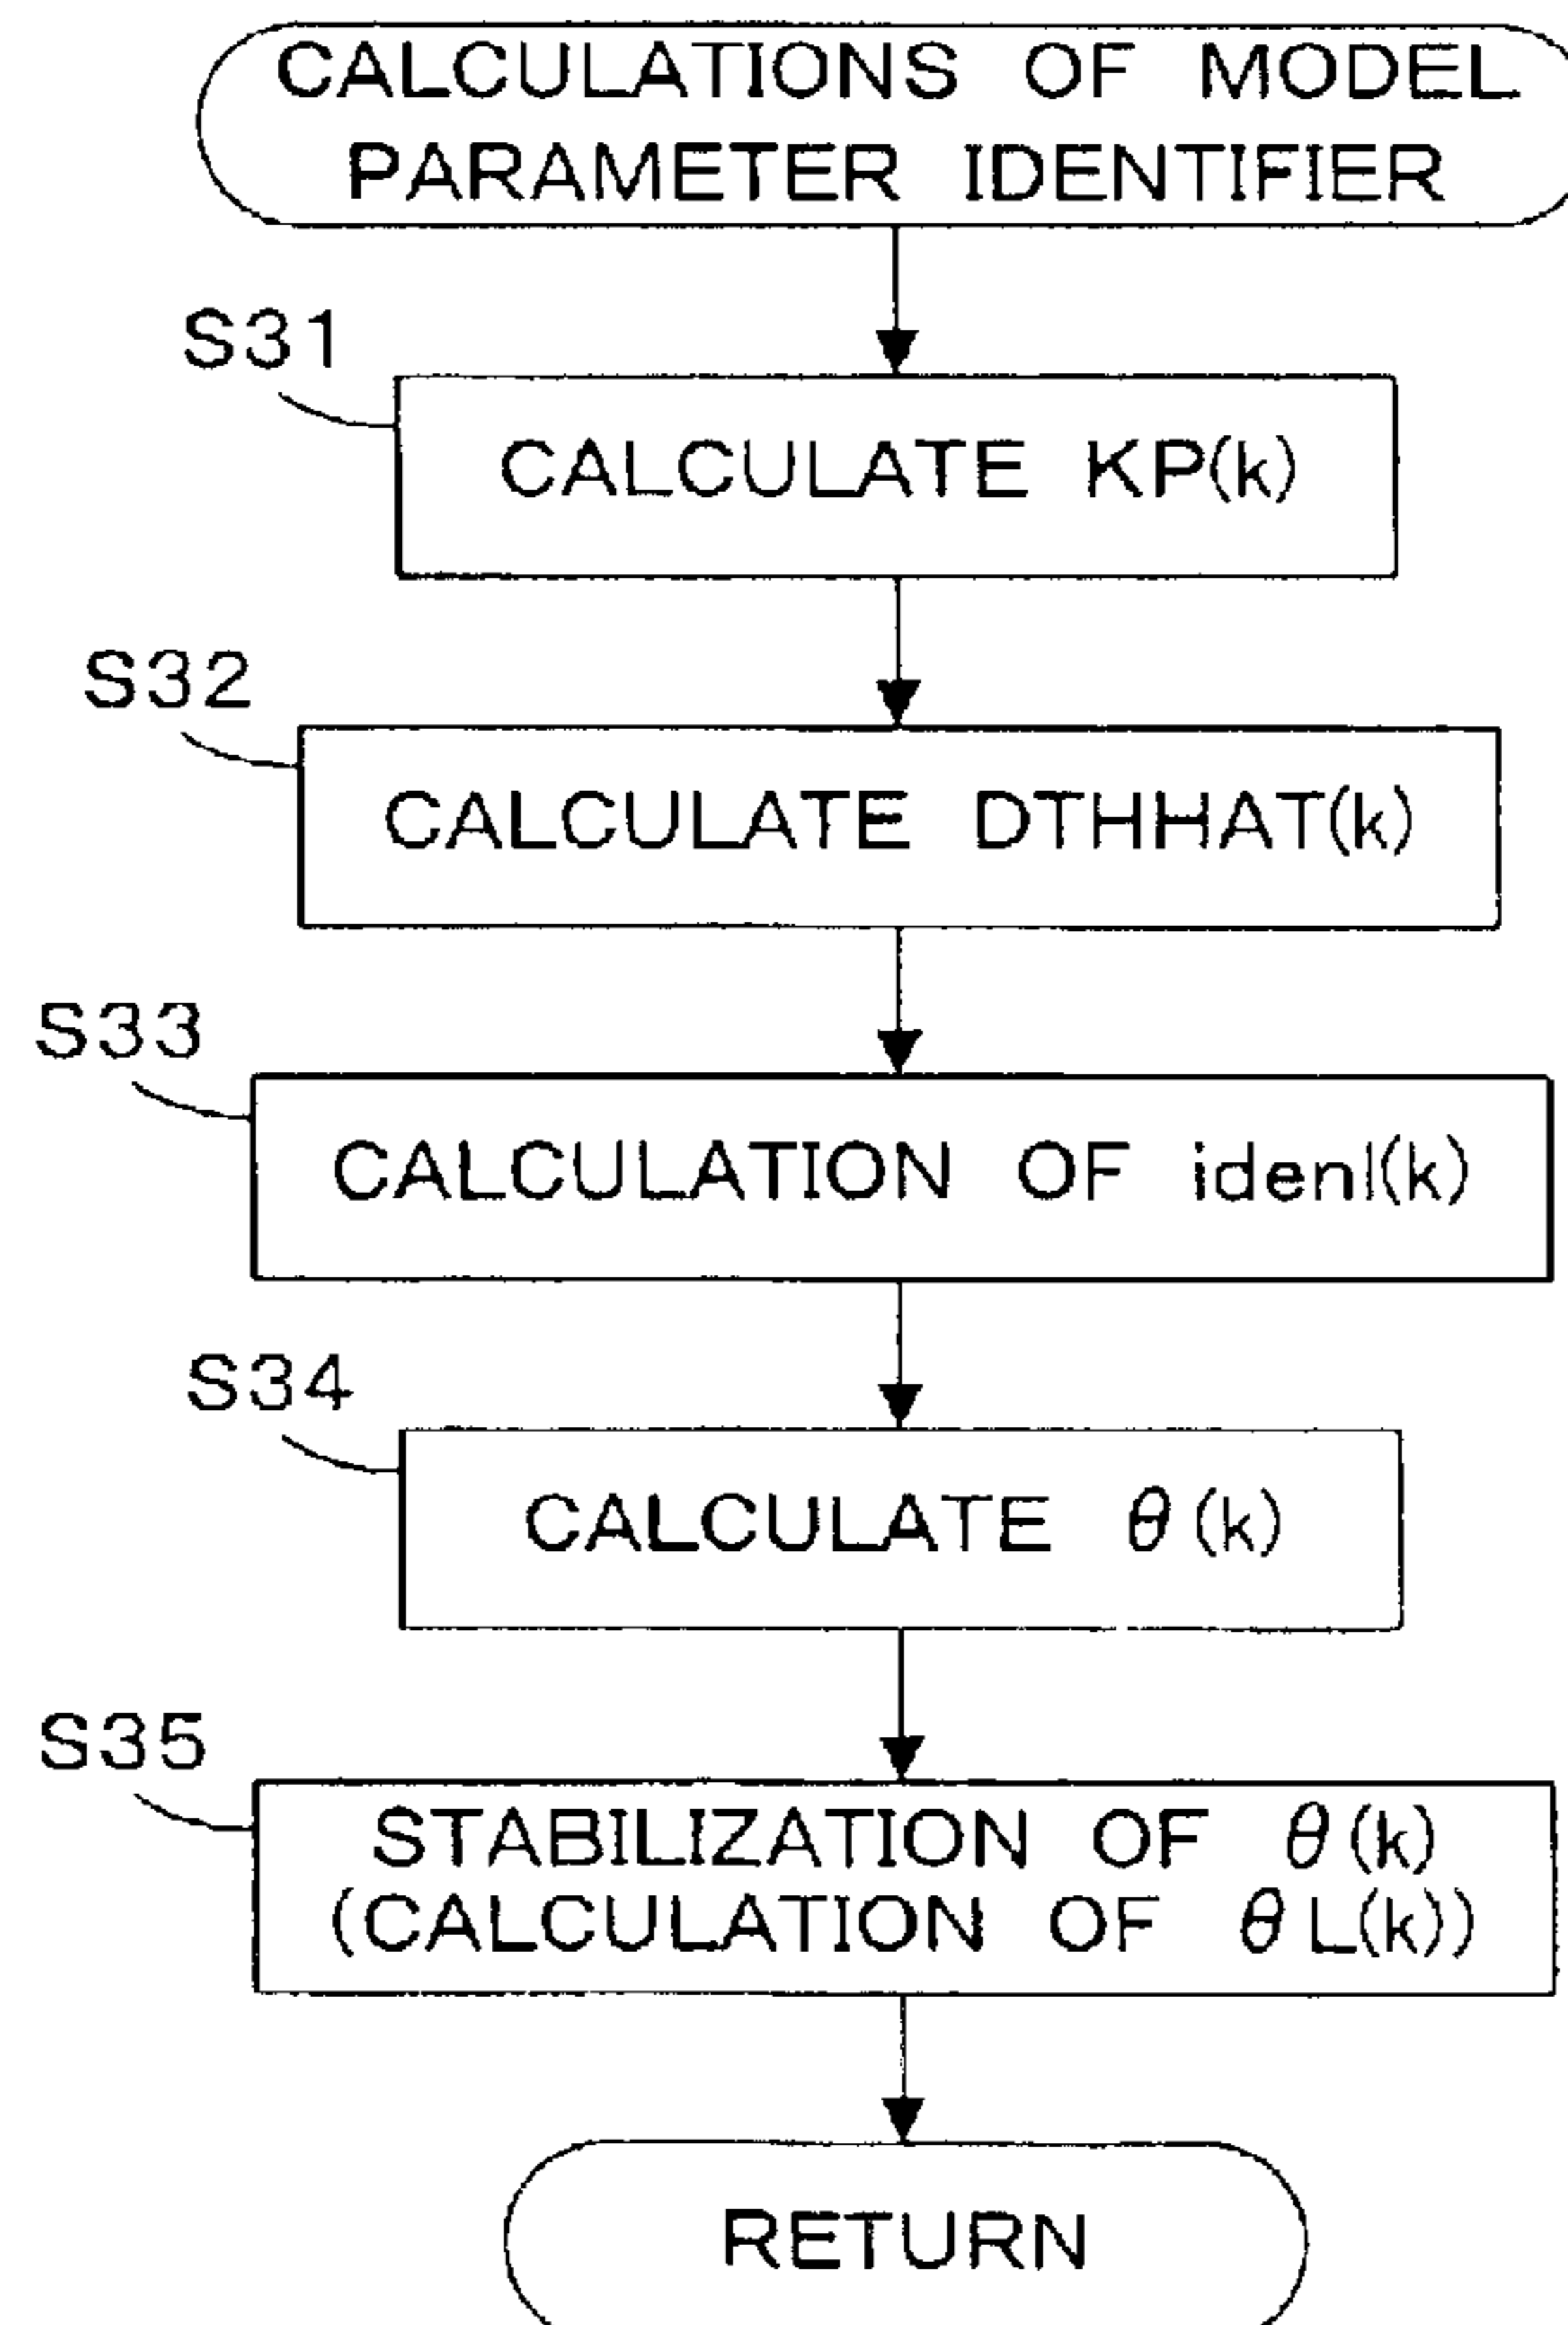 CALCULATIONS OF MODEL
PARAMETER IDENTIFIER
S31
CALCULATE KP(k)
S32
CALCULATE DTHHAT(k)
S33
CALCULATION OF idenl(k)
S34
CALCULATE θ(k)
S35
STABILIZATION OF θ(k)
(CALCULATION OF θL(k))
RETURN